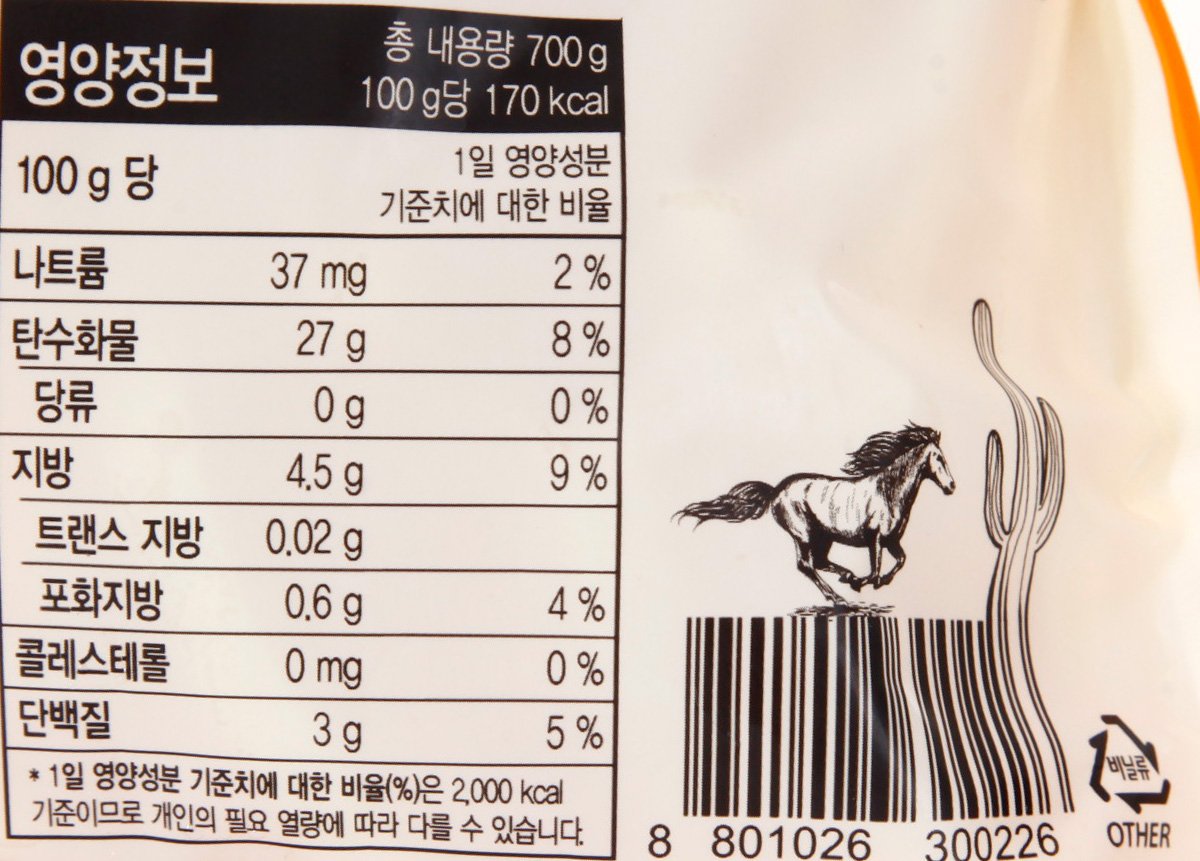 영양정보
총 내용량 700 g
100 g당 170 kcal
100 g 당
1일 영양성분
기준치에 대한 비율
나트륨 37 mg 2 %
탄수화물 27 g 8 %
당류 0 g 0 %
지방 4.5 g 9 %
트랜스 지방 0.02 g
포화지방 0.6 g 4 %
콜레스테롤 0 mg 0 %
단백질 3 g 5 %
* 1일 영양성분 기준치에 대한 비율(%)은 2,000 kcal
기준이므로 개인의 필요 열량에 따라 다를 수 있습니다.
8 801026 300226
비닐류
OTHER